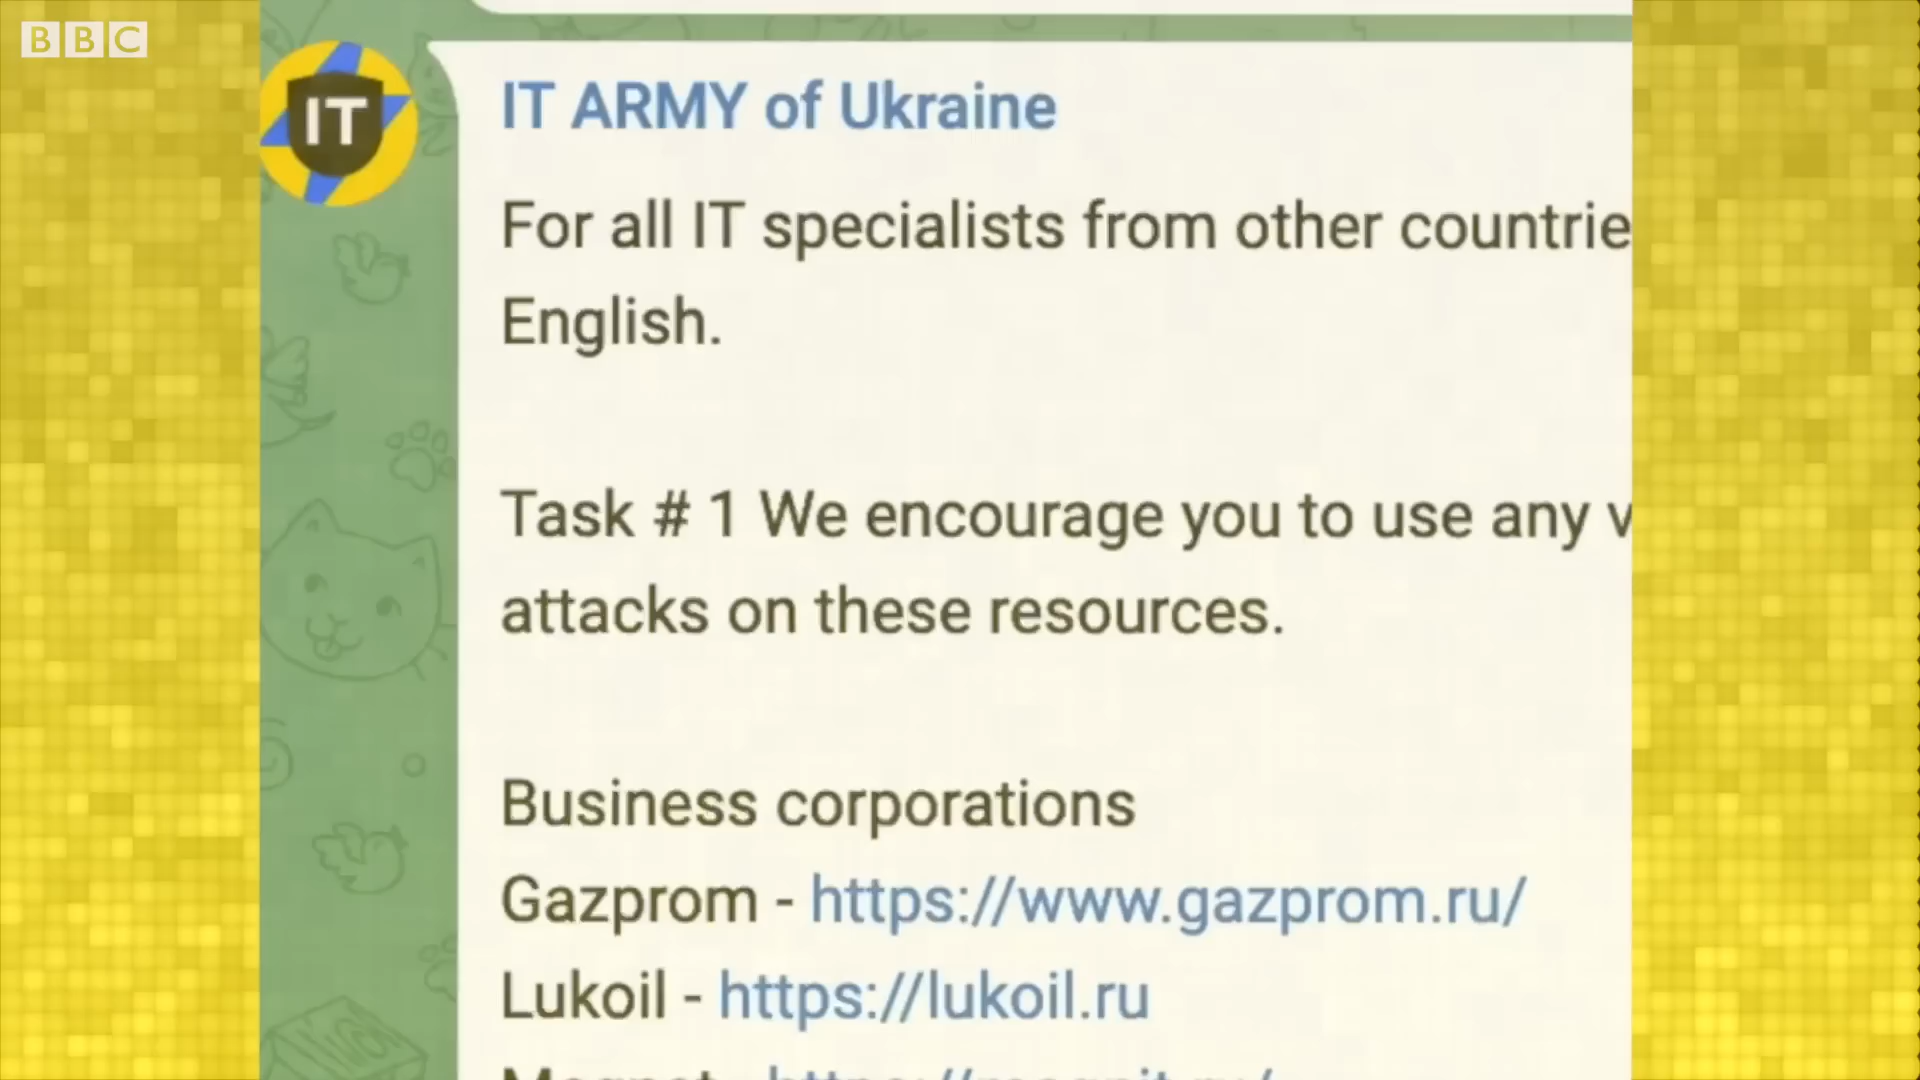 BBC
IT
IT ARMY of Ukraine
For all IT specialists from other countrie
English.
Task # 1 We encourage you to use any v
attacks on these resources.
Business corporations
Gazprom - https://www.gazprom.ru/
Lukoil - https://lukoil.ru